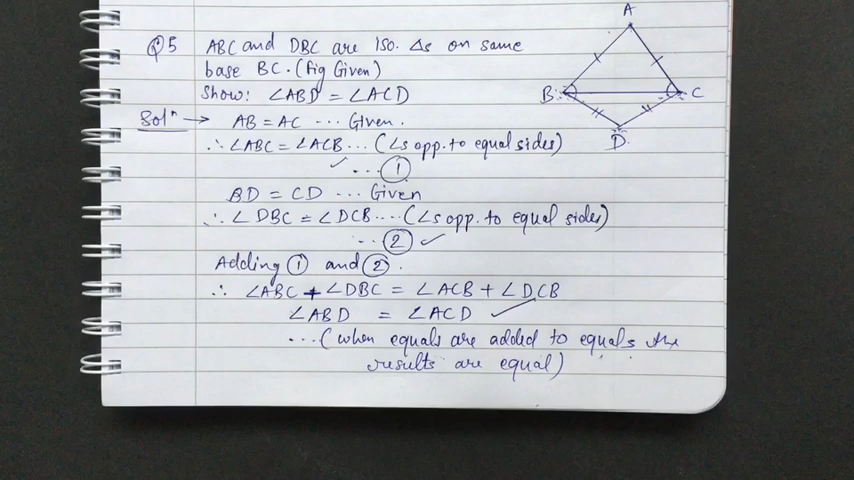 Q5 ABC and DBC are Iso. Δs on same
base BC. (fig Given)
Show: ∠ABD = ∠ACD
Solⁿ → AB = AC ... Given.
∴ ∠ABC = ∠ACB ... (∠s opp. to equal sides)
... ①
BD = CD ... Given
∴ ∠DBC = ∠DCB .... (∠s opp. to equal sides)
... ②
Adding ① and ②.
∴ ∠ABC + ∠DBC = ∠ACB + ∠DCB
∠ABD = ∠ACD
... (when equals are added to equals the
results are equal)
A
B
C
D